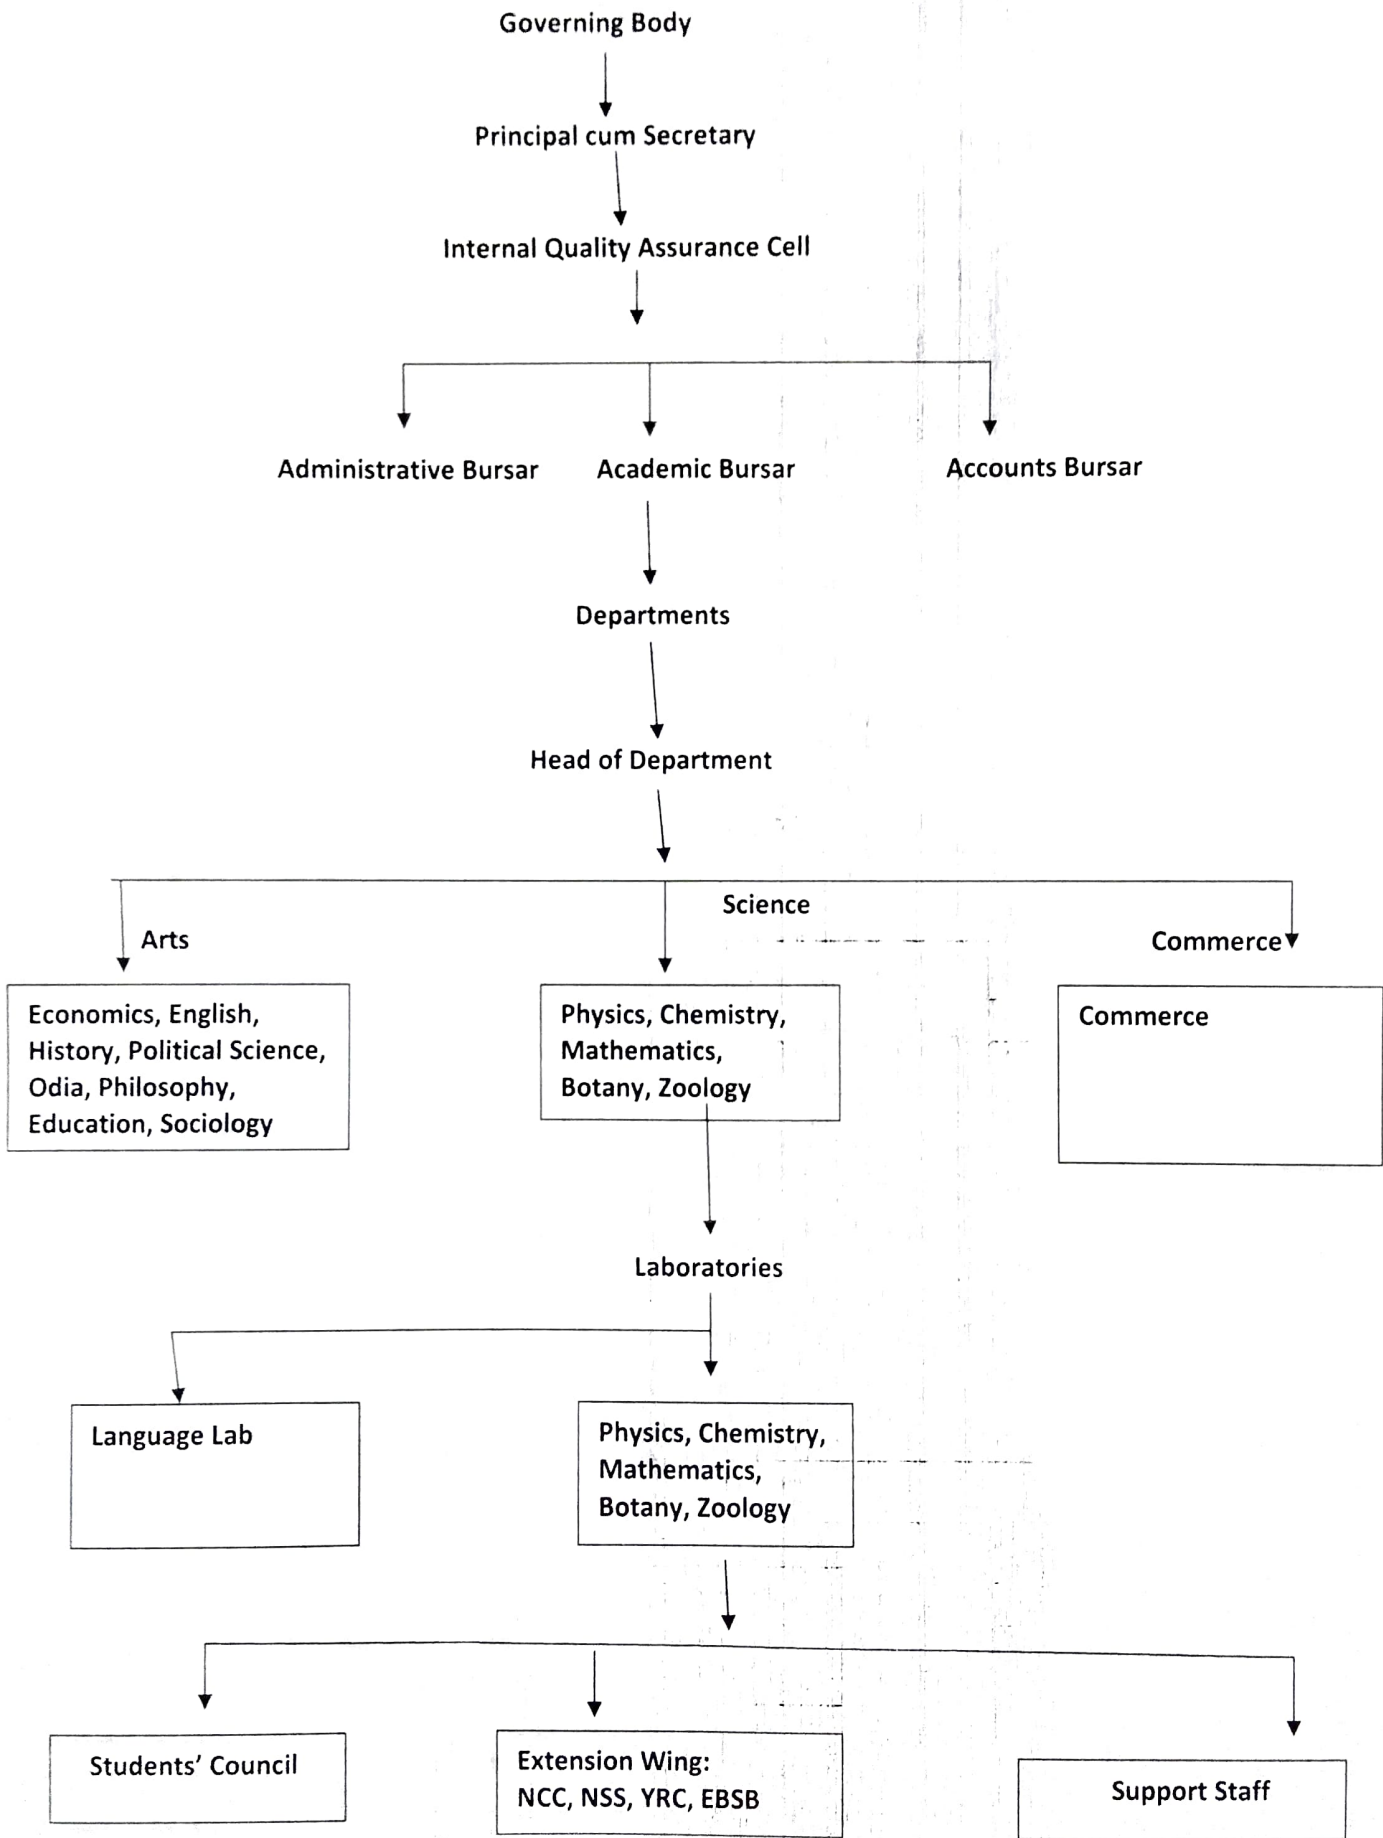 Governing Body
Principal cum Secretary
Internal Quality Assurance Cell
Administrative Bursar
Academic Bursar
Accounts Bursar
Departments
Head of Department
Science
Arts
Commerce
Economics, English,
History, Political Science,
Odia, Philosophy,
Education, Sociology
Physics, Chemistry,
Mathematics,
Botany, Zoology
Commerce
Laboratories
Language Lab
Physics, Chemistry,
Mathematics,
Botany, Zoology
Students’ Council
Extension Wing:
NCC, NSS, YRC, EBSB
Support Staff